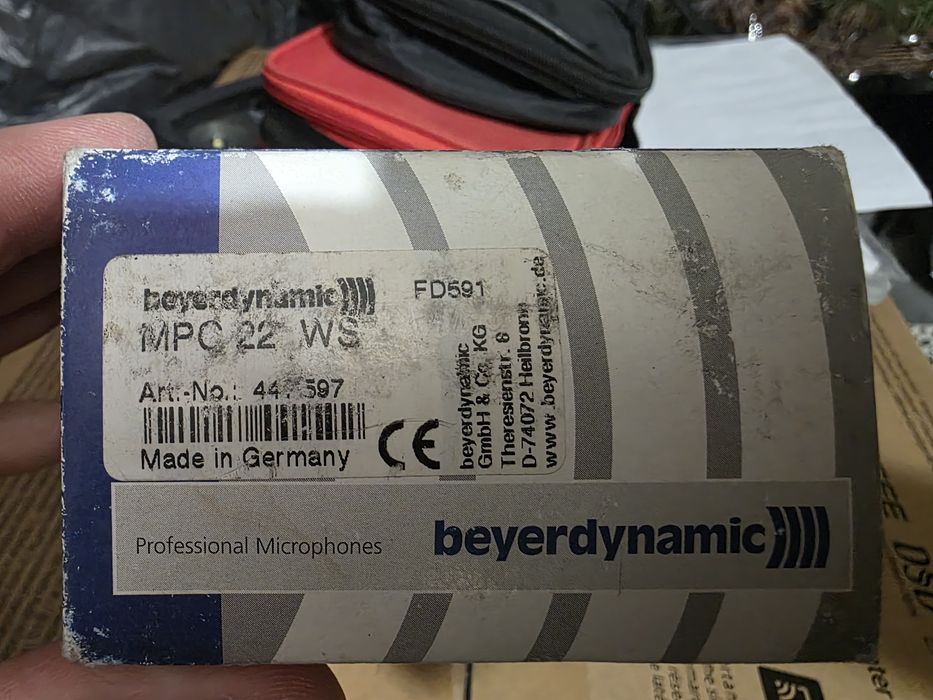 beyerdynamic
FD591
MPC 22 WS
Art.-No.:
Made in Germany
CE
beyerdynamic
GmbH & Co. KG
Theresienstr. 8
D-74072 Heilbronn
www.beyerdynamic.de
Professional Microphones
beyerdynamic